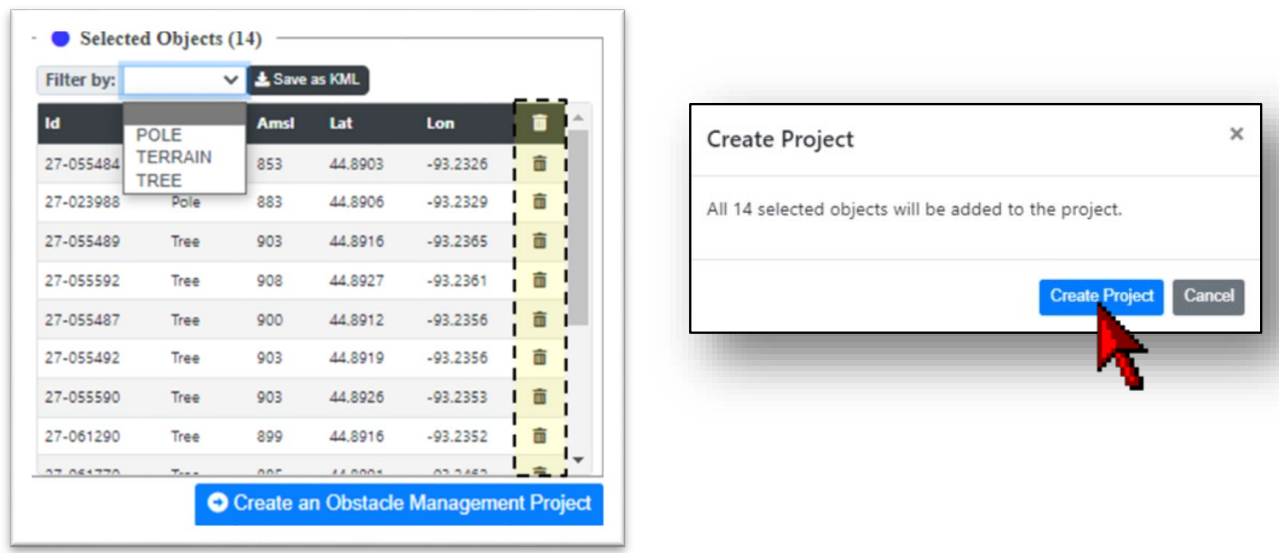 Selected Objects (14)
Filter by: Save as KML
Id Amsl Lat Lon
POLE
TERRAIN
TREE
27-055484 853 44.8903 -93.2326
27-023988 Pole 883 44.8906 -93.2329
27-055489 Tree 903 44.8916 -93.2365
27-055592 Tree 908 44.8927 -93.2361
27-055487 Tree 900 44.8912 -93.2356
27-055492 Tree 903 44.8919 -93.2356
27-055590 Tree 903 44.8926 -93.2353
27-061290 Tree 899 44.8916 -93.2352
Create an Obstacle Management Project
Create Project ×
All 14 selected objects will be added to the project.
Create Project Cancel